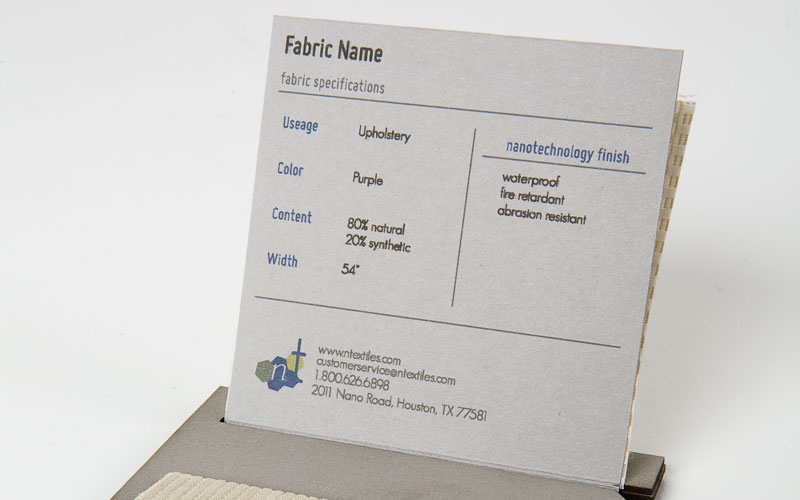 Fabric Name
fabric specifications
Useage
Upholstery
Color
Purple
Content
80% natural
20% synthetic
Width
54"
nanotechnology finish
waterproof
fire retardant
abrasion resistant
nt
www.ntextiles.com
customerservice@ntextiles.com
1.800.626.6898
2011 Nano Road, Houston, TX 77581